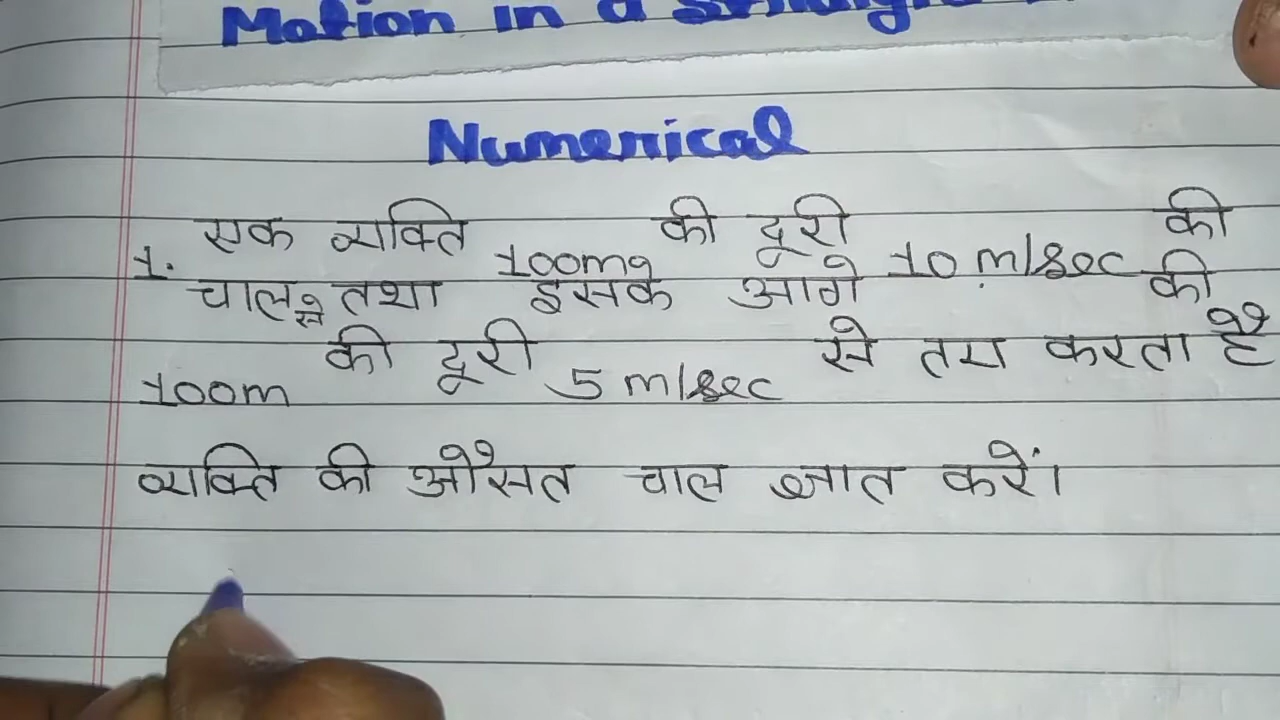 Motion in a Straight
Numerical
1. एक व्यक्ति 100m की दूरी 10 m/sec की
चाल से तथा इसके आगे की
100m की दूरी 5 m/sec से तय करता है
व्यक्ति की औसत चाल ज्ञात करें।